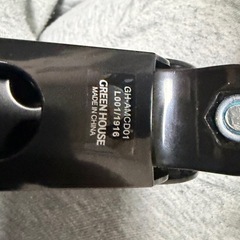 GH-AMCD01
L001/1916
GREEN HOUSE
MADE IN CHINA